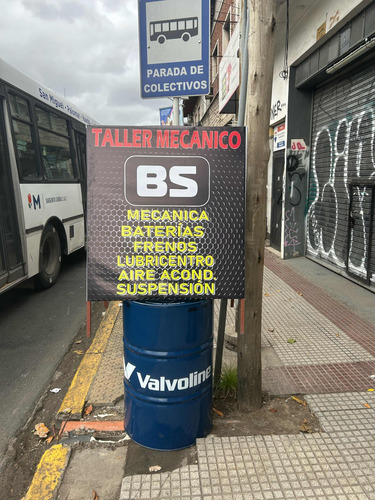 PARADA DE
COLECTIVOS
San Miguel -
TALLER MECANICO
BS
MECANICA
BATERÍAS
FRENOS
LUBRICENTRO
AIRE ACOND.
SUSPENSIÓN
M
Valvoline